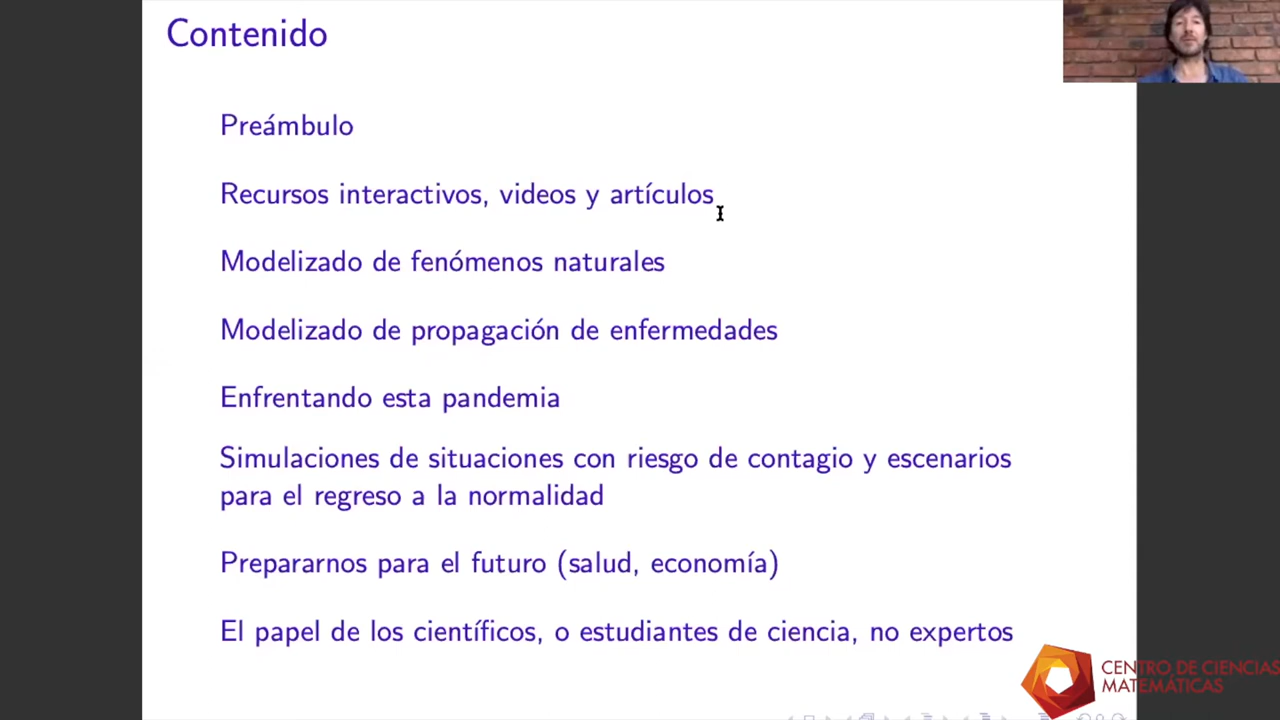 Contenido
Preámbulo
Recursos interactivos, videos y artículos
Modelizado de fenómenos naturales
Modelizado de propagación de enfermedades
Enfrentando esta pandemia
Simulaciones de situaciones con riesgo de contagio y escenarios
para el regreso a la normalidad
Prepararnos para el futuro (salud, economía)
El papel de los científicos, o estudiantes de ciencia, no expertos
CENTRO DE CIENCIAS
MATEMÁTICAS